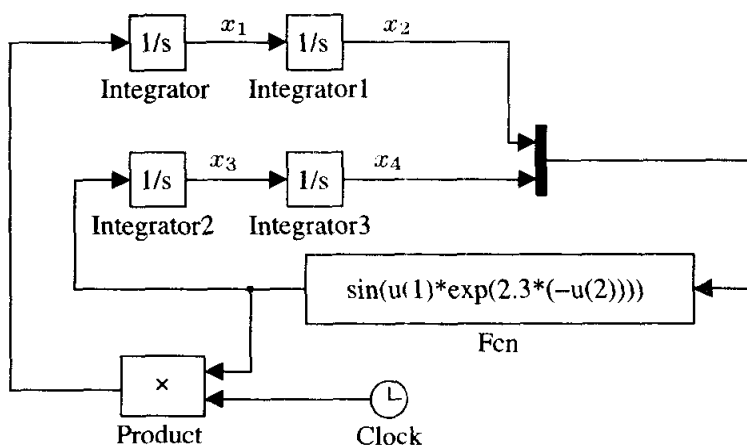 x₁ x₂
1/s 1/s
Integrator Integrator1
x₃ x₄
1/s 1/s
Integrator2 Integrator3
sin(u(1)*exp(2.3*(−u(2))))
Fcn
×
Product Clock